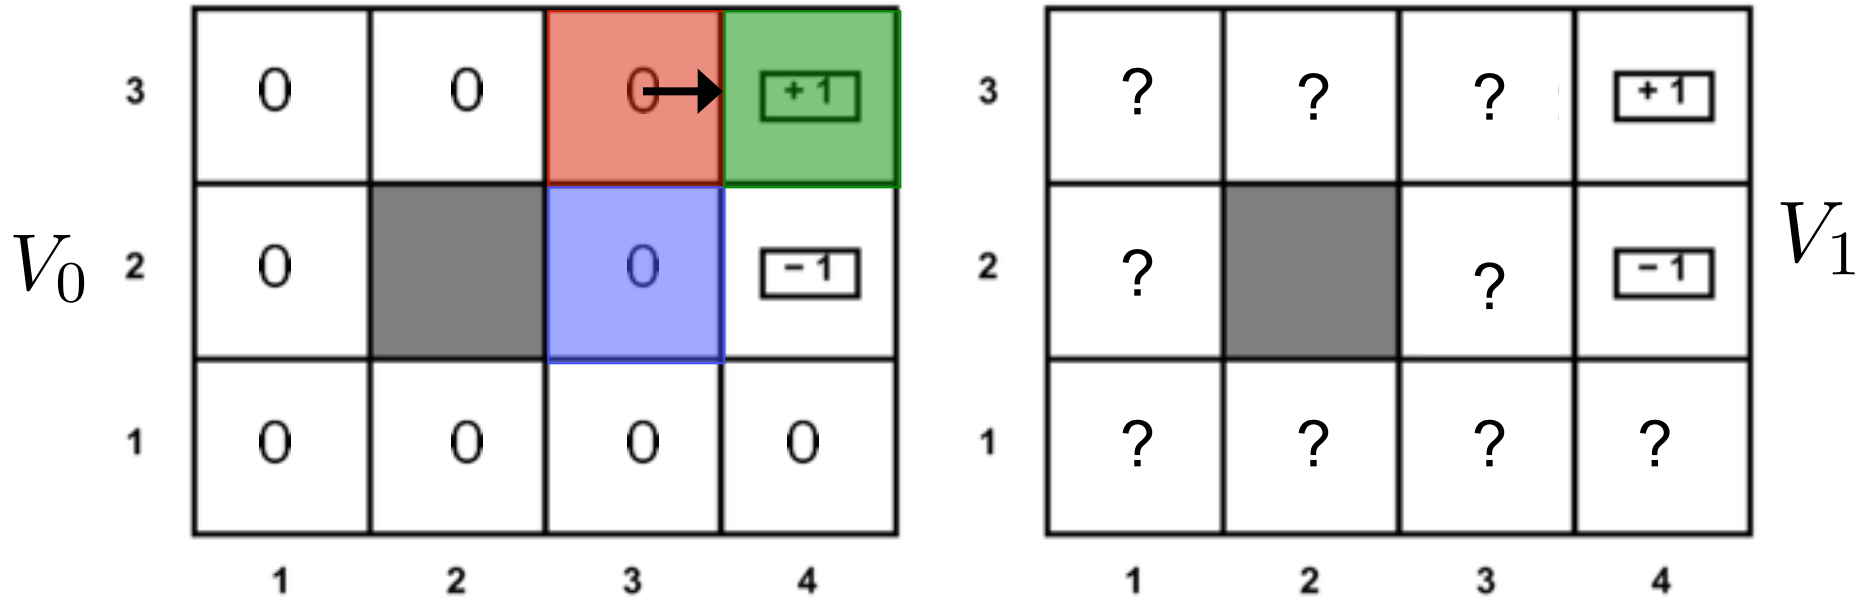 3 0 0 0 +1 3 ? ? ? +1
V0 2 0 0 −1 2 ? ? −1 V1
1 0 0 0 0 1 ? ? ? ?
1 2 3 4 1 2 3 4